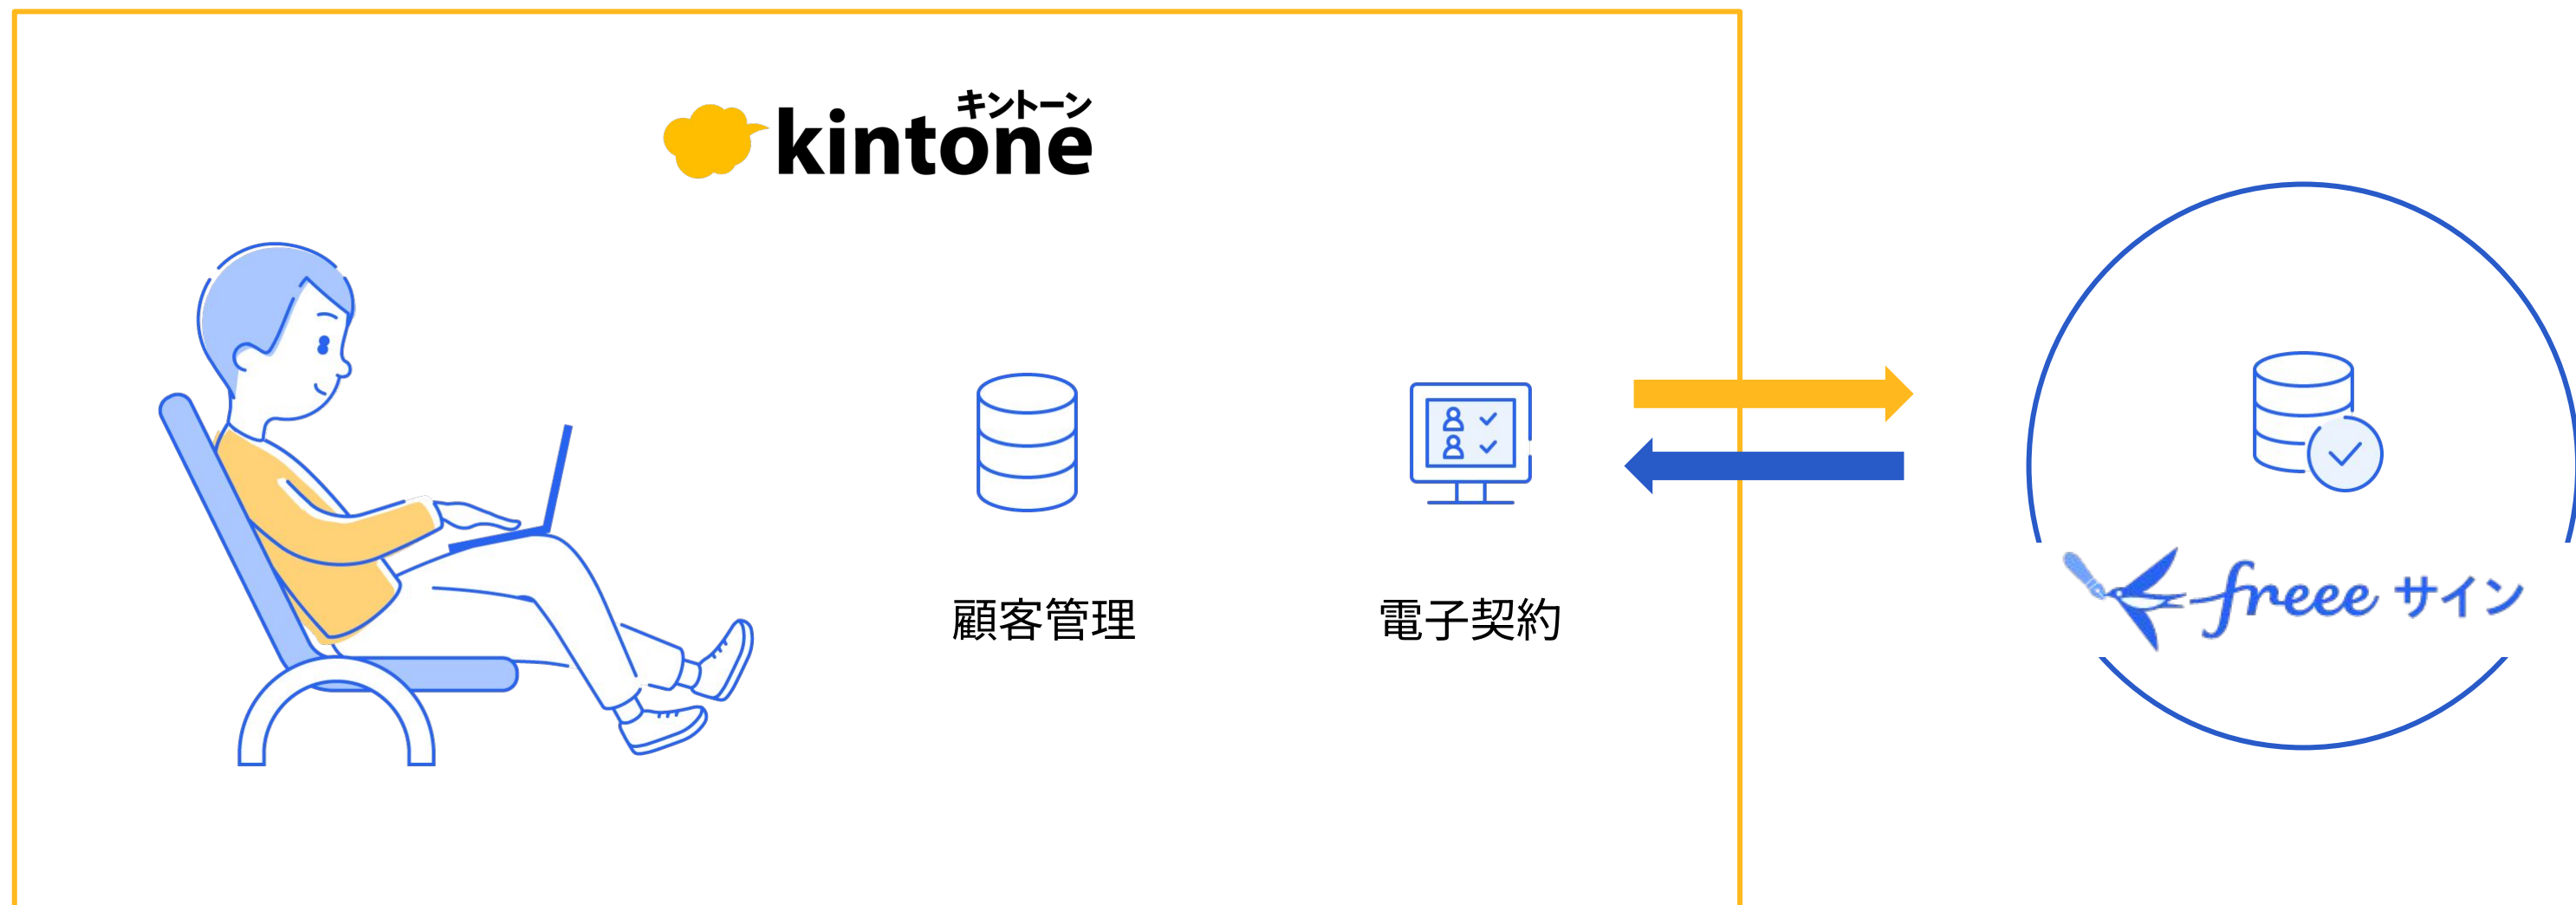 キントーン
kintone
顧客管理
電子契約
freee サイン